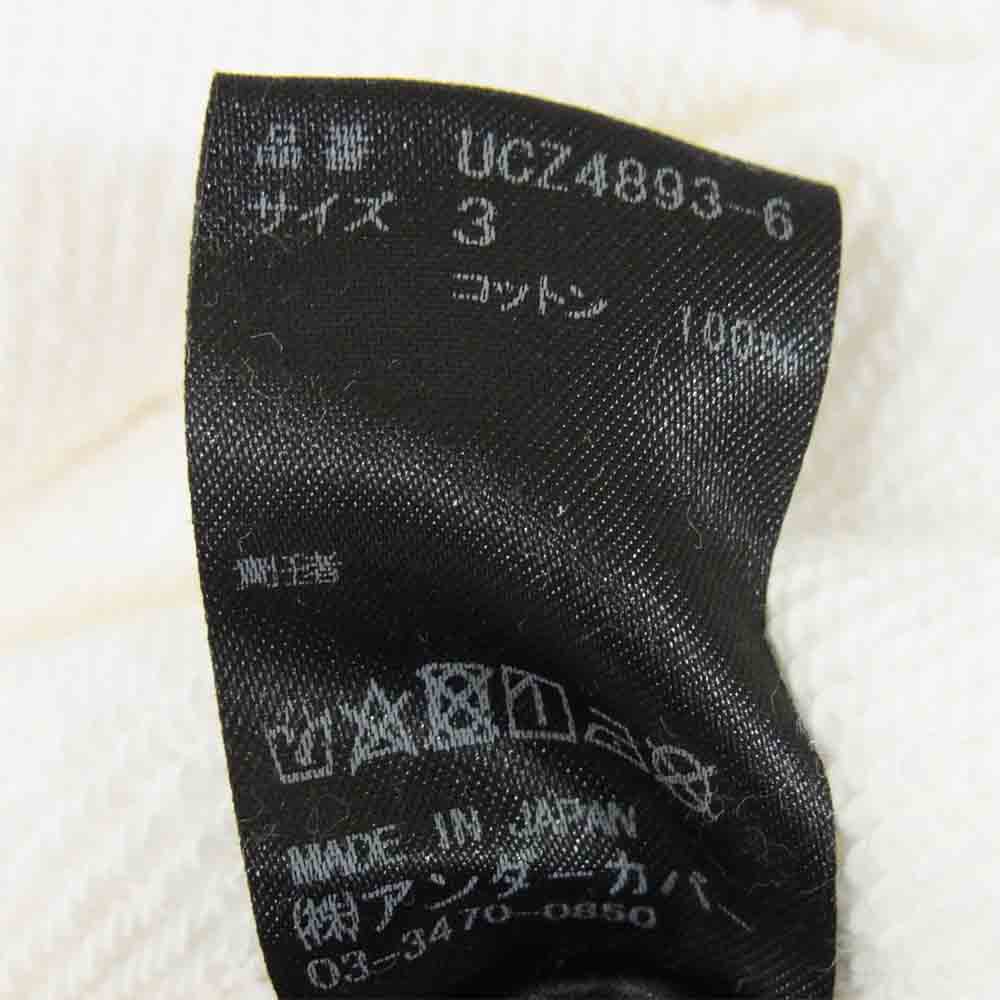 品番 UCZ4893-6
サイズ 3
コットン 100%
MADE IN JAPAN
(株)アンダーカバー
03-3470-0850